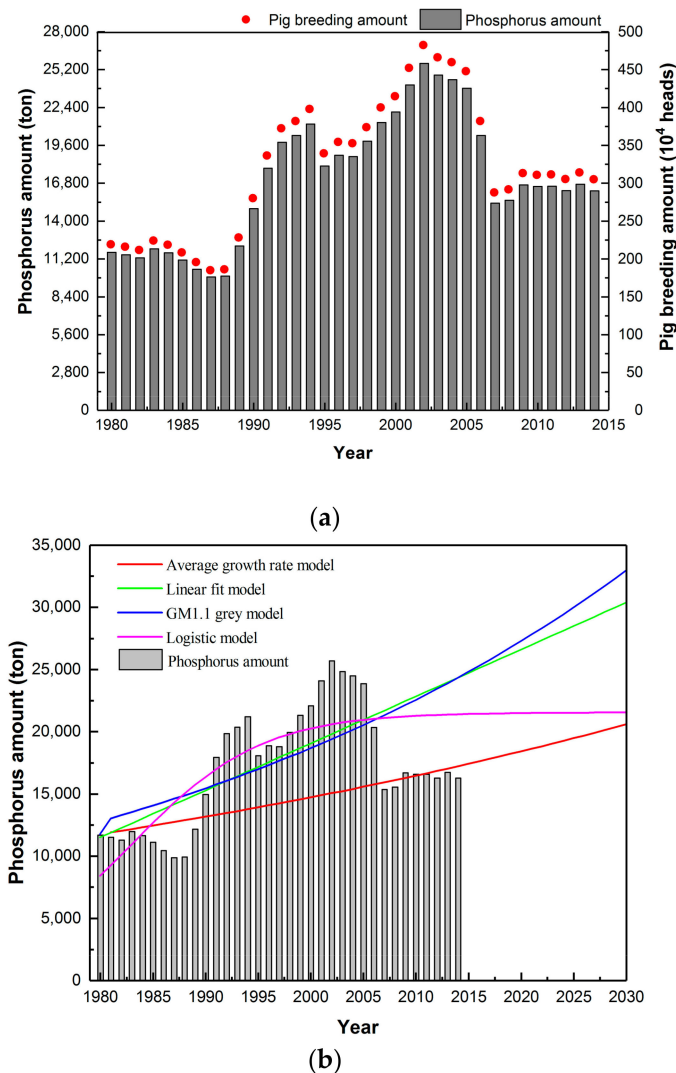 Pig breeding amount Phosphorus amount
Phosphorus amount (ton)
28,000
25,200
22,400
19,600
16,800
14,000
11,200
8,400
5,600
2,800
0
500
450
400
350
300
250
200
150
100
50
0
Pig breeding amount (10⁴ heads)
1980 1985 1990 1995 2000 2005 2010 2015
Year
(a)
Phosphorus amount (ton)
35,000
30,000
25,000
20,000
15,000
10,000
5,000
0
Average growth rate model
Linear fit model
GM1.1 grey model
Logistic model
Phosphorus amount
1980 1985 1990 1995 2000 2005 2010 2015 2020 2025 2030
Year
(b)